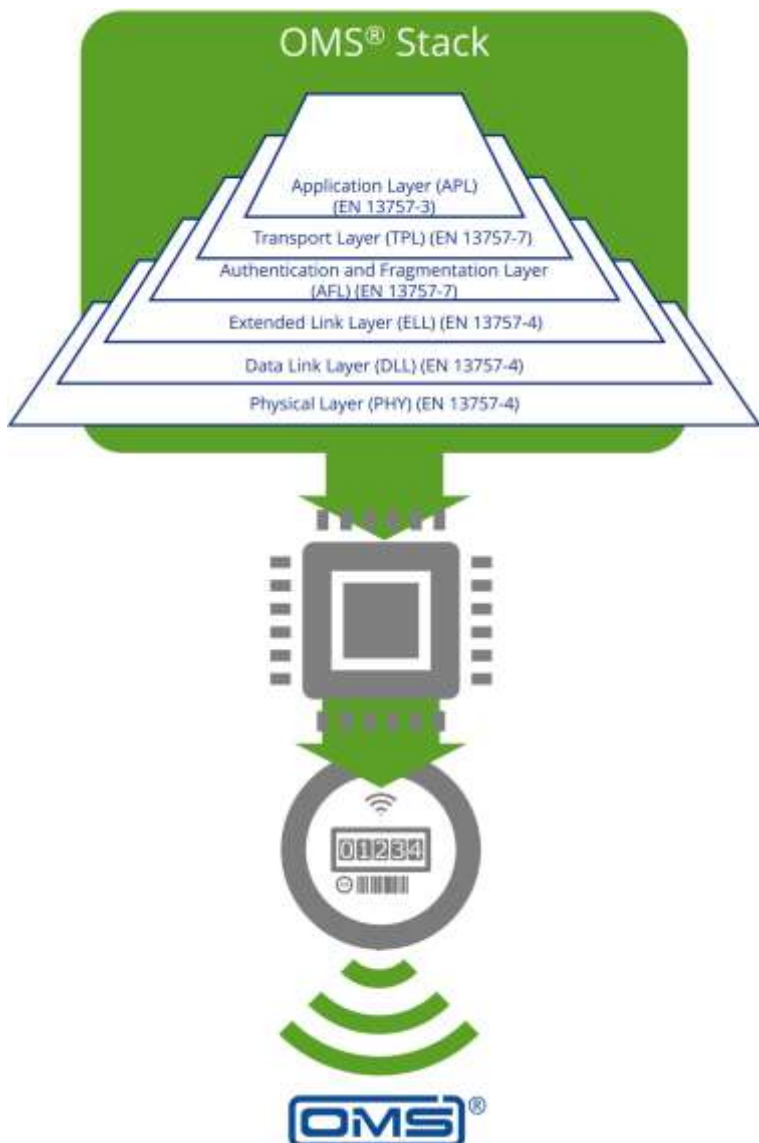 OMS® Stack
Application Layer (APL)
(EN 13757-3)
Transport Layer (TPL) (EN 13757-7)
Authentication and Fragmentation Layer
(AFL) (EN 13757-7)
Extended Link Layer (ELL) (EN 13757-4)
Data Link Layer (DLL) (EN 13757-4)
Physical Layer (PHY) (EN 13757-4)
01234
OMS®